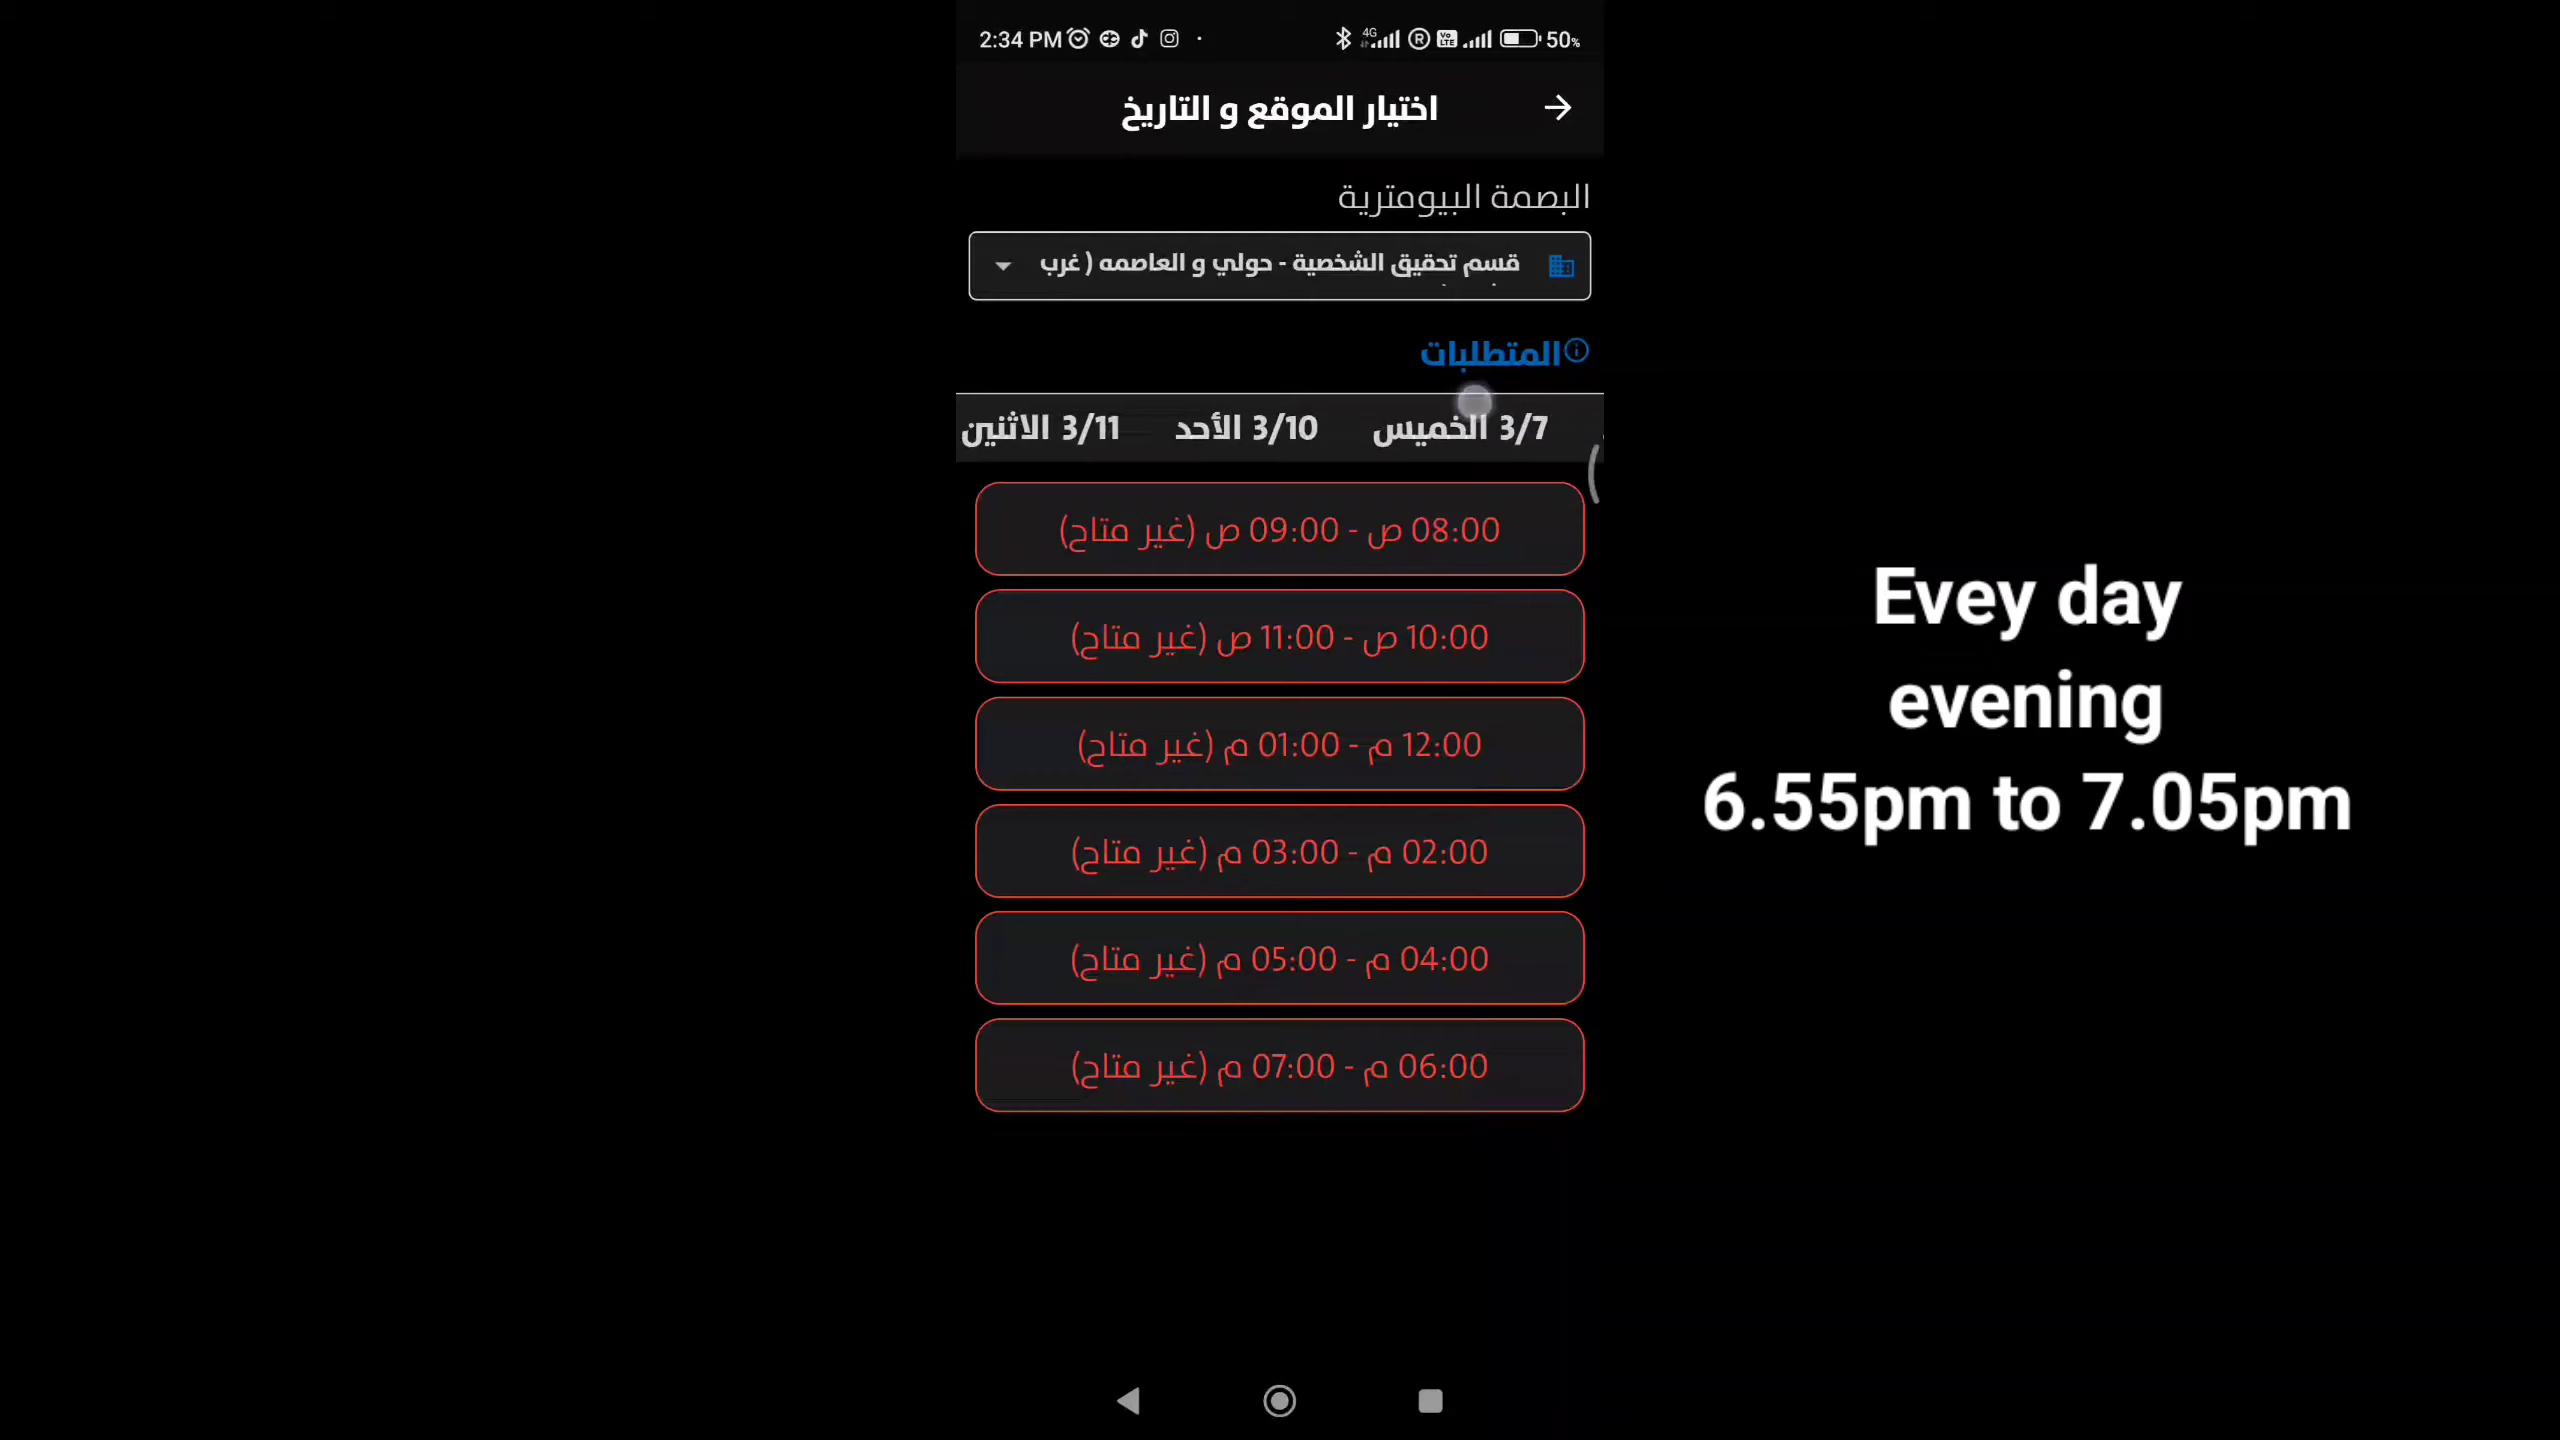 2:34 PM
4G
R
Vo LTE
50%
اختيار الموقع و التاريخ
البصمة البيومترية
قسم تحقيق الشخصية - حولي و العاصمه ( غرب
المتطلبات
3/7 الخميس
3/10 الأحد
3/11 الاثنين
08:00 ص - 09:00 ص (غير متاح)
10:00 ص - 11:00 ص (غير متاح)
12:00 م - 01:00 م (غير متاح)
02:00 م - 03:00 م (غير متاح)
04:00 م - 05:00 م (غير متاح)
06:00 م - 07:00 م (غير متاح)
Evey day
evening
6.55pm to 7.05pm